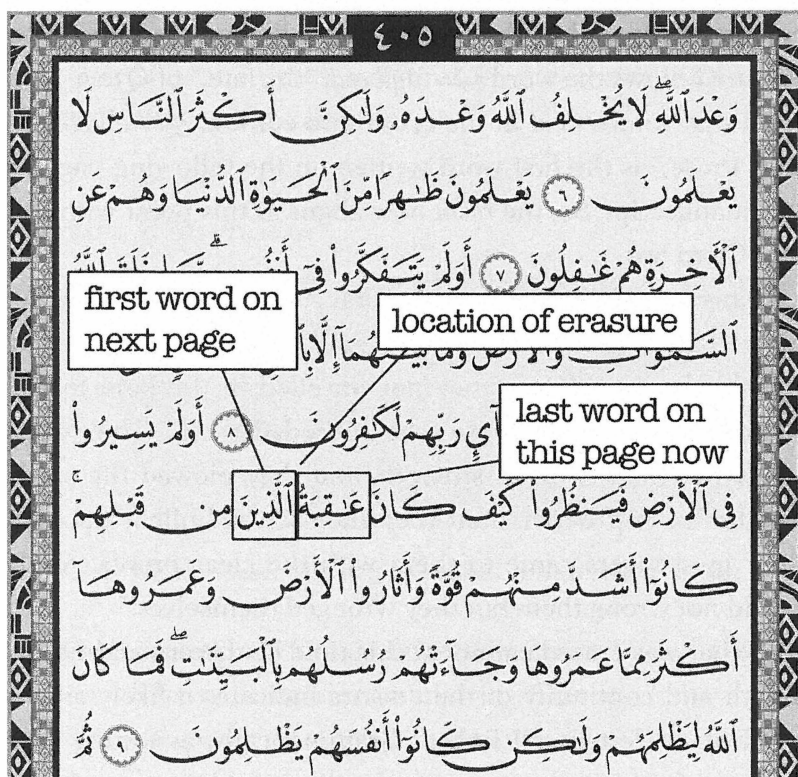 ٤٠٥
وَعْدَ ٱللَّهِ ۖ لَا يُخْلِفُ ٱللَّهُ وَعْدَهُۥ وَلَٰكِنَّ أَكْثَرَ ٱلنَّاسِ لَا
يَعْلَمُونَ ٦ يَعْلَمُونَ ظَٰهِرًا مِّنَ ٱلْحَيَوٰةِ ٱلدُّنْيَا وَهُمْ عَنِ
ٱلْأَخِرَةِ هُمْ غَٰفِلُونَ ٧ أَوَلَمْ يَتَفَكَّرُوا۟ فِىٓ
first word on
next page
location of erasure
ٱلسَّمَٰوَٰتِ وَٱلْأَرْضَ وَمَا بَيْنَهُمَآ إِلَّا
last word on
this page now
رَبِّهِمْ لَكَٰفِرُونَ ٨ أَوَلَمْ يَسِيرُوا۟
فِى ٱلْأَرْضِ فَيَنظُرُوا۟ كَيْفَ كَانَ عَٰقِبَةُ ٱلَّذِينَ مِن قَبْلِهِمْ ۚ
كَانُوٓا۟ أَشَدَّ مِنْهُمْ قُوَّةً وَأَثَارُوا۟ ٱلْأَرْضَ وَعَمَرُوهَآ
أَكْثَرَ مِمَّا عَمَرُوهَا وَجَآءَتْهُمْ رُسُلُهُم بِٱلْبَيِّنَٰتِ ۖ فَمَا كَانَ
ٱللَّهُ لِيَظْلِمَهُمْ وَلَٰكِن كَانُوٓا۟ أَنفُسَهُمْ يَظْلِمُونَ ٩ ثُمَّ